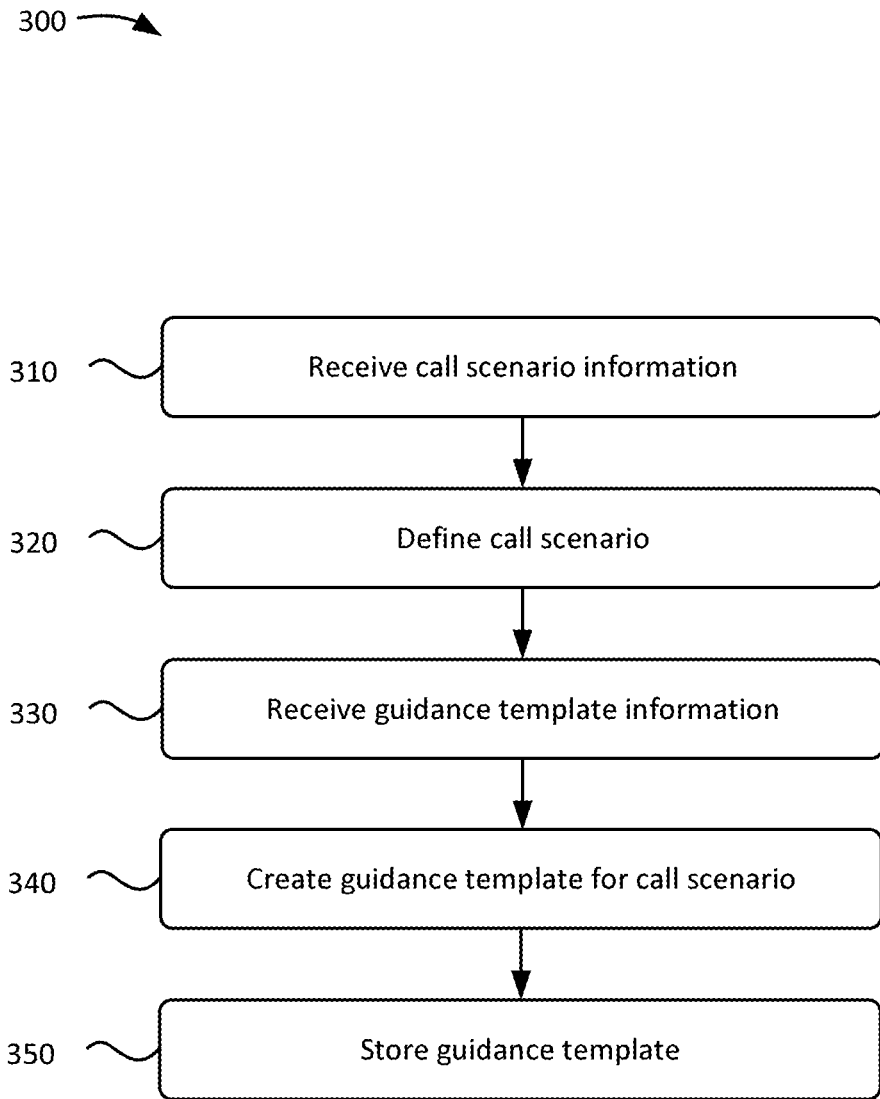 300
310
Receive call scenario information
320
Define call scenario
330
Receive guidance template information
340
Create guidance template for call scenario
350
Store guidance template